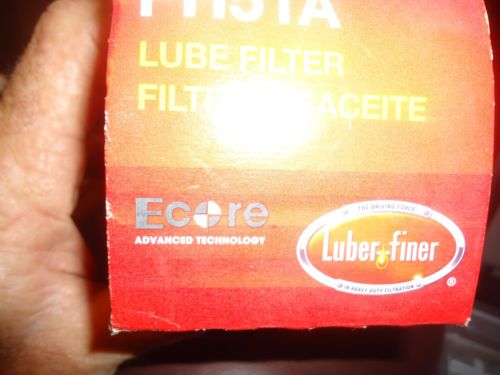 LUBE FILTER
ACEITE
Ecore
ADVANCED TECHNOLOGY
THE DRIVING FORCE
Luber-finer
IN HEAVY DUTY FILTRATION
®